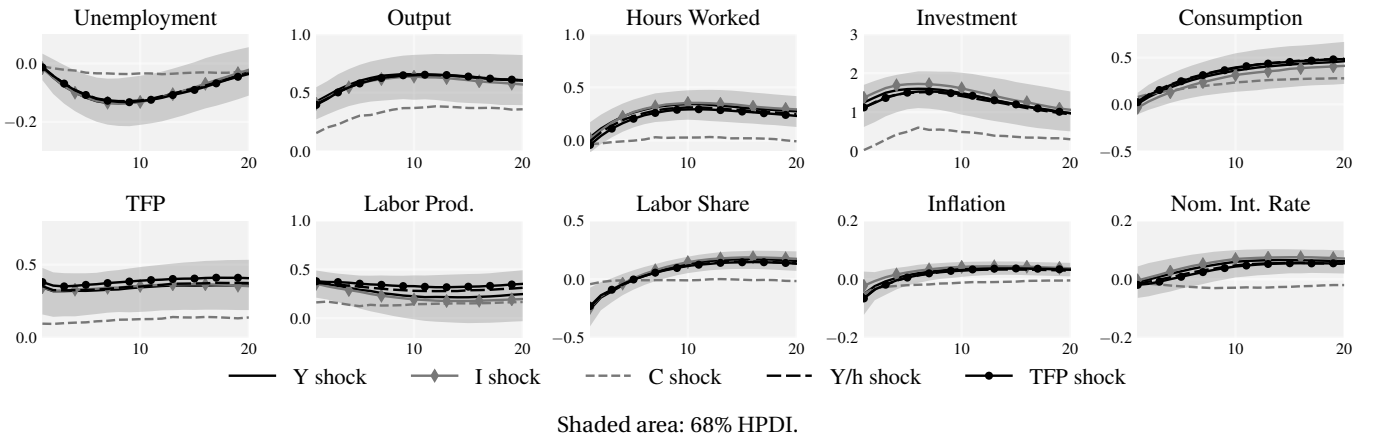 Unemployment Output Hours Worked Investment Consumption
0.0 −0.2 10 20
1.0 0.5 0.0 10 20
1.0 0.5 0.0 10 20
3 2 1 0 10 20
0.5 0.0 −0.5 10 20
TFP Labor Prod. Labor Share Inflation Nom. Int. Rate
0.5 0.0 10 20
1.0 0.5 0.0 10 20
0.5 0.0 −0.5 10 20
0.2 0.0 −0.2 10 20
0.2 0.0 −0.2 10 20
Y shock I shock C shock Y/h shock TFP shock
Shaded area: 68% HPDI.